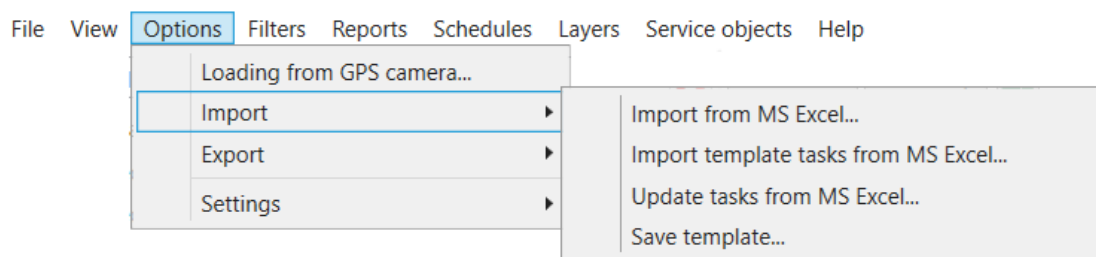 File View Options Filters Reports Schedules Layers Service objects Help
Loading from GPS camera...
Import
Export
Settings
Import from MS Excel...
Import template tasks from MS Excel...
Update tasks from MS Excel...
Save template...